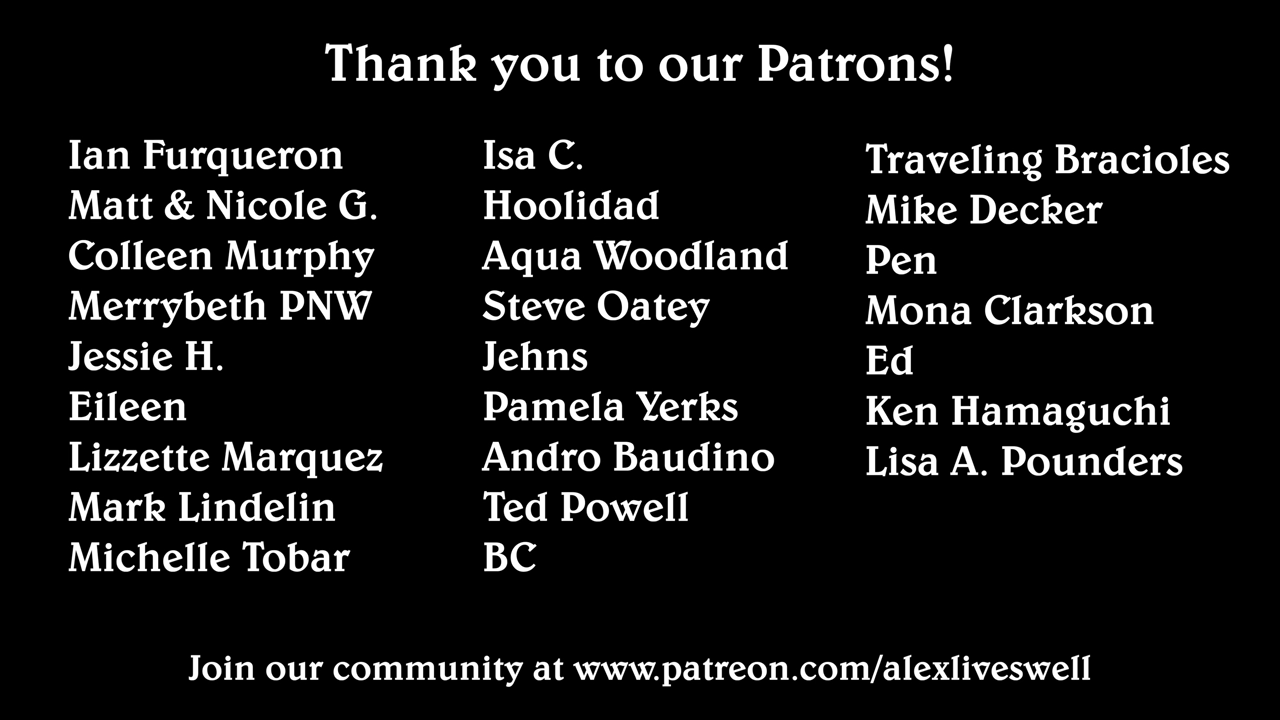 Thank you to our Patrons!
Ian Furqueron
Matt & Nicole G.
Colleen Murphy
Merrybeth PNW
Jessie H.
Eileen
Lizzette Marquez
Mark Lindelin
Michelle Tobar
Isa C.
Hoolidad
Aqua Woodland
Steve Oatey
Jehns
Pamela Yerks
Andro Baudino
Ted Powell
BC
Traveling Bracioles
Mike Decker
Pen
Mona Clarkson
Ed
Ken Hamaguchi
Lisa A. Pounders
Join our community at www.patreon.com/alexliveswell